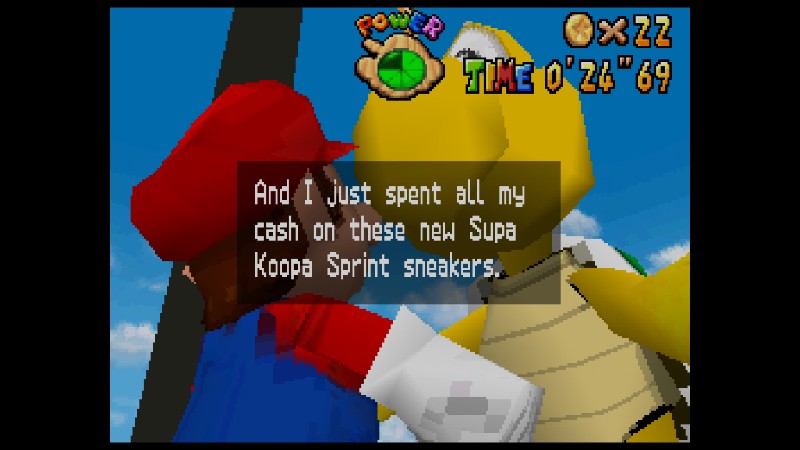 POWER
×22
TIME 0'24"69
And I just spent all my
cash on these new Supa
Koopa Sprint sneakers.